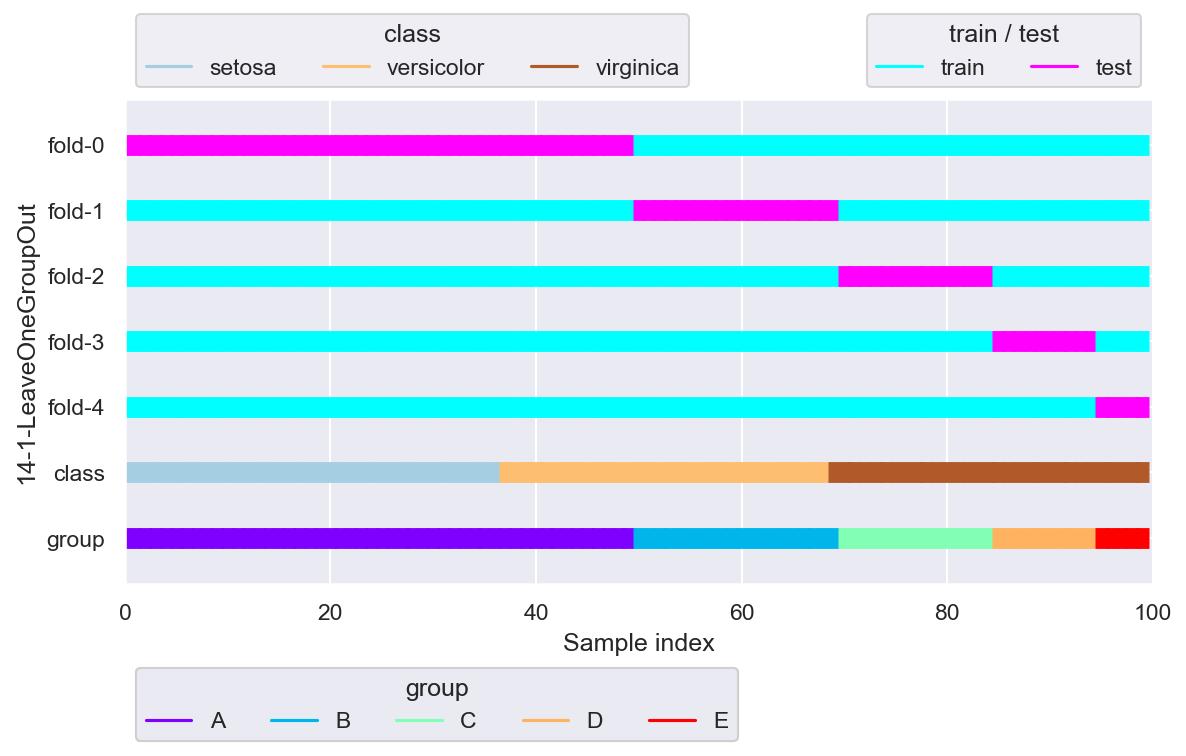 class
setosa versicolor virginica
train / test
train test
14-1-LeaveOneGroupOut
fold-0
fold-1
fold-2
fold-3
fold-4
class
group
0 20 40 60 80 100
Sample index
group
A B C D E